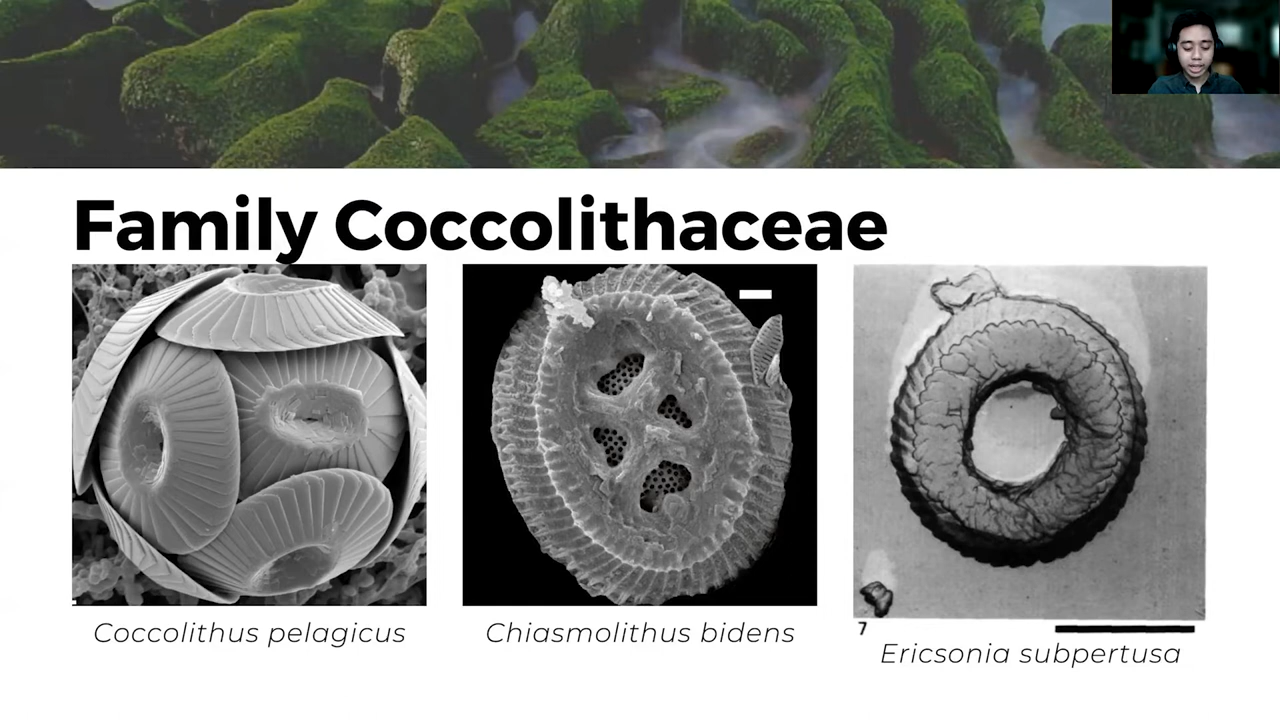 Family Coccolithaceae
Coccolithus pelagicus
Chiasmolithus bidens
7
Ericsonia subpertusa